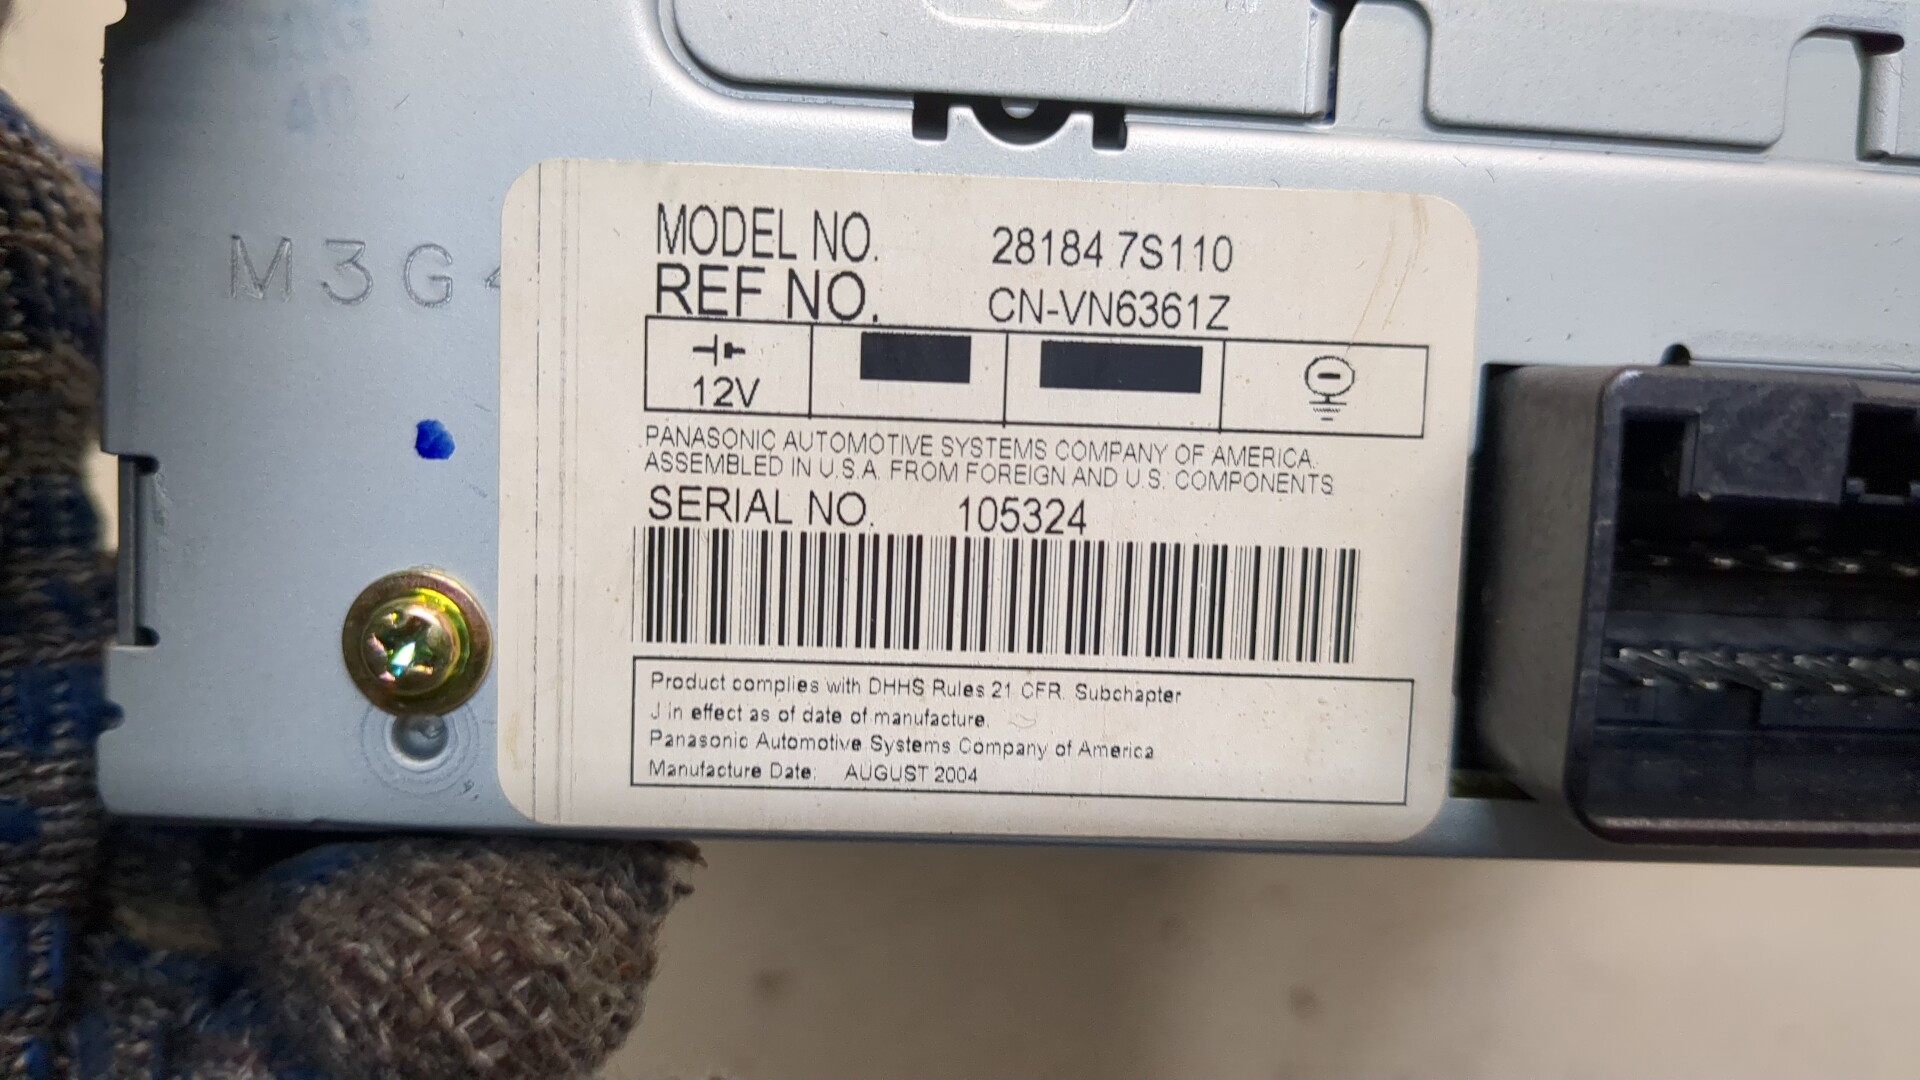 M3G
MODEL NO. 28184 7S110
REF NO. CN-VN6361Z
12V
PANASONIC AUTOMOTIVE SYSTEMS COMPANY OF AMERICA.
ASSEMBLED IN U.S.A. FROM FOREIGN AND U.S. COMPONENTS
SERIAL NO. 105324
Product complies with DHHS Rules 21 CFR. Subchapter
J in effect as of date of manufacture.
Panasonic Automotive Systems Company of America
Manufacture Date: AUGUST 2004